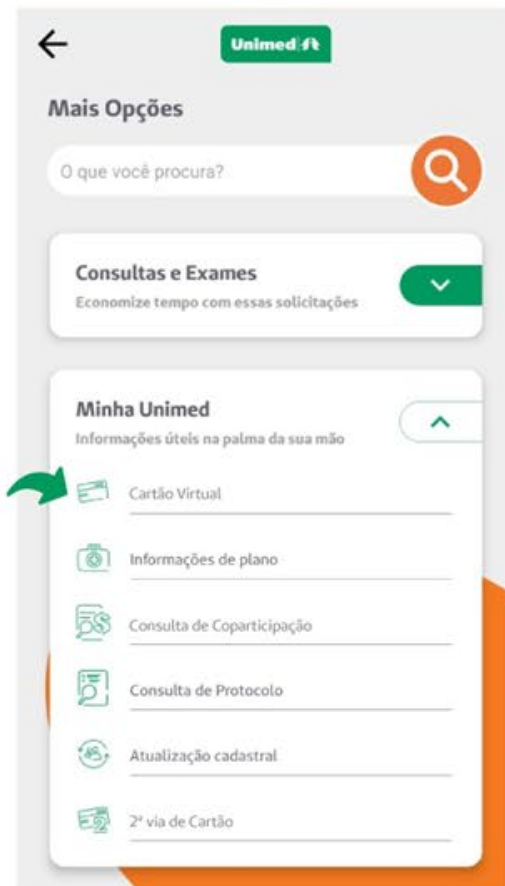 Unimed
Mais Opções
O que você procura?
Consultas e Exames
Economize tempo com essas solicitações
Minha Unimed
Informações úteis na palma da sua mão
Cartão Virtual
Informações de plano
Consulta de Coparticipação
Consulta de Protocolo
Atualização cadastral
2ª via de Cartão